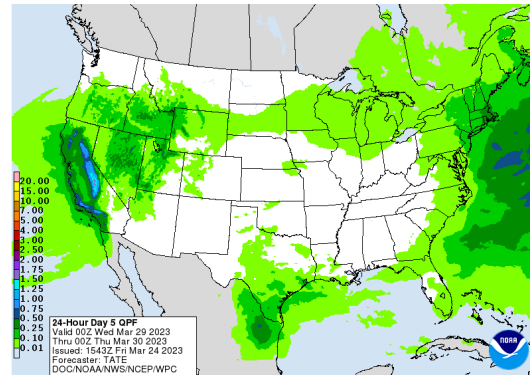 20.00
15.00
10.00
7.00
5.00
4.00
3.00
2.50
2.00
1.75
1.50
1.25
1.00
0.75
0.50
0.25
0.10
0.01
24-Hour Day 5 QPF
Valid 00Z Wed Mar 29 2023
Thru 00Z Thu Mar 30 2023
Issued: 1543Z Fri Mar 24 2023
Forecaster: TATE
DOC/NOAA/NWS/NCEP/WPC
NOAA